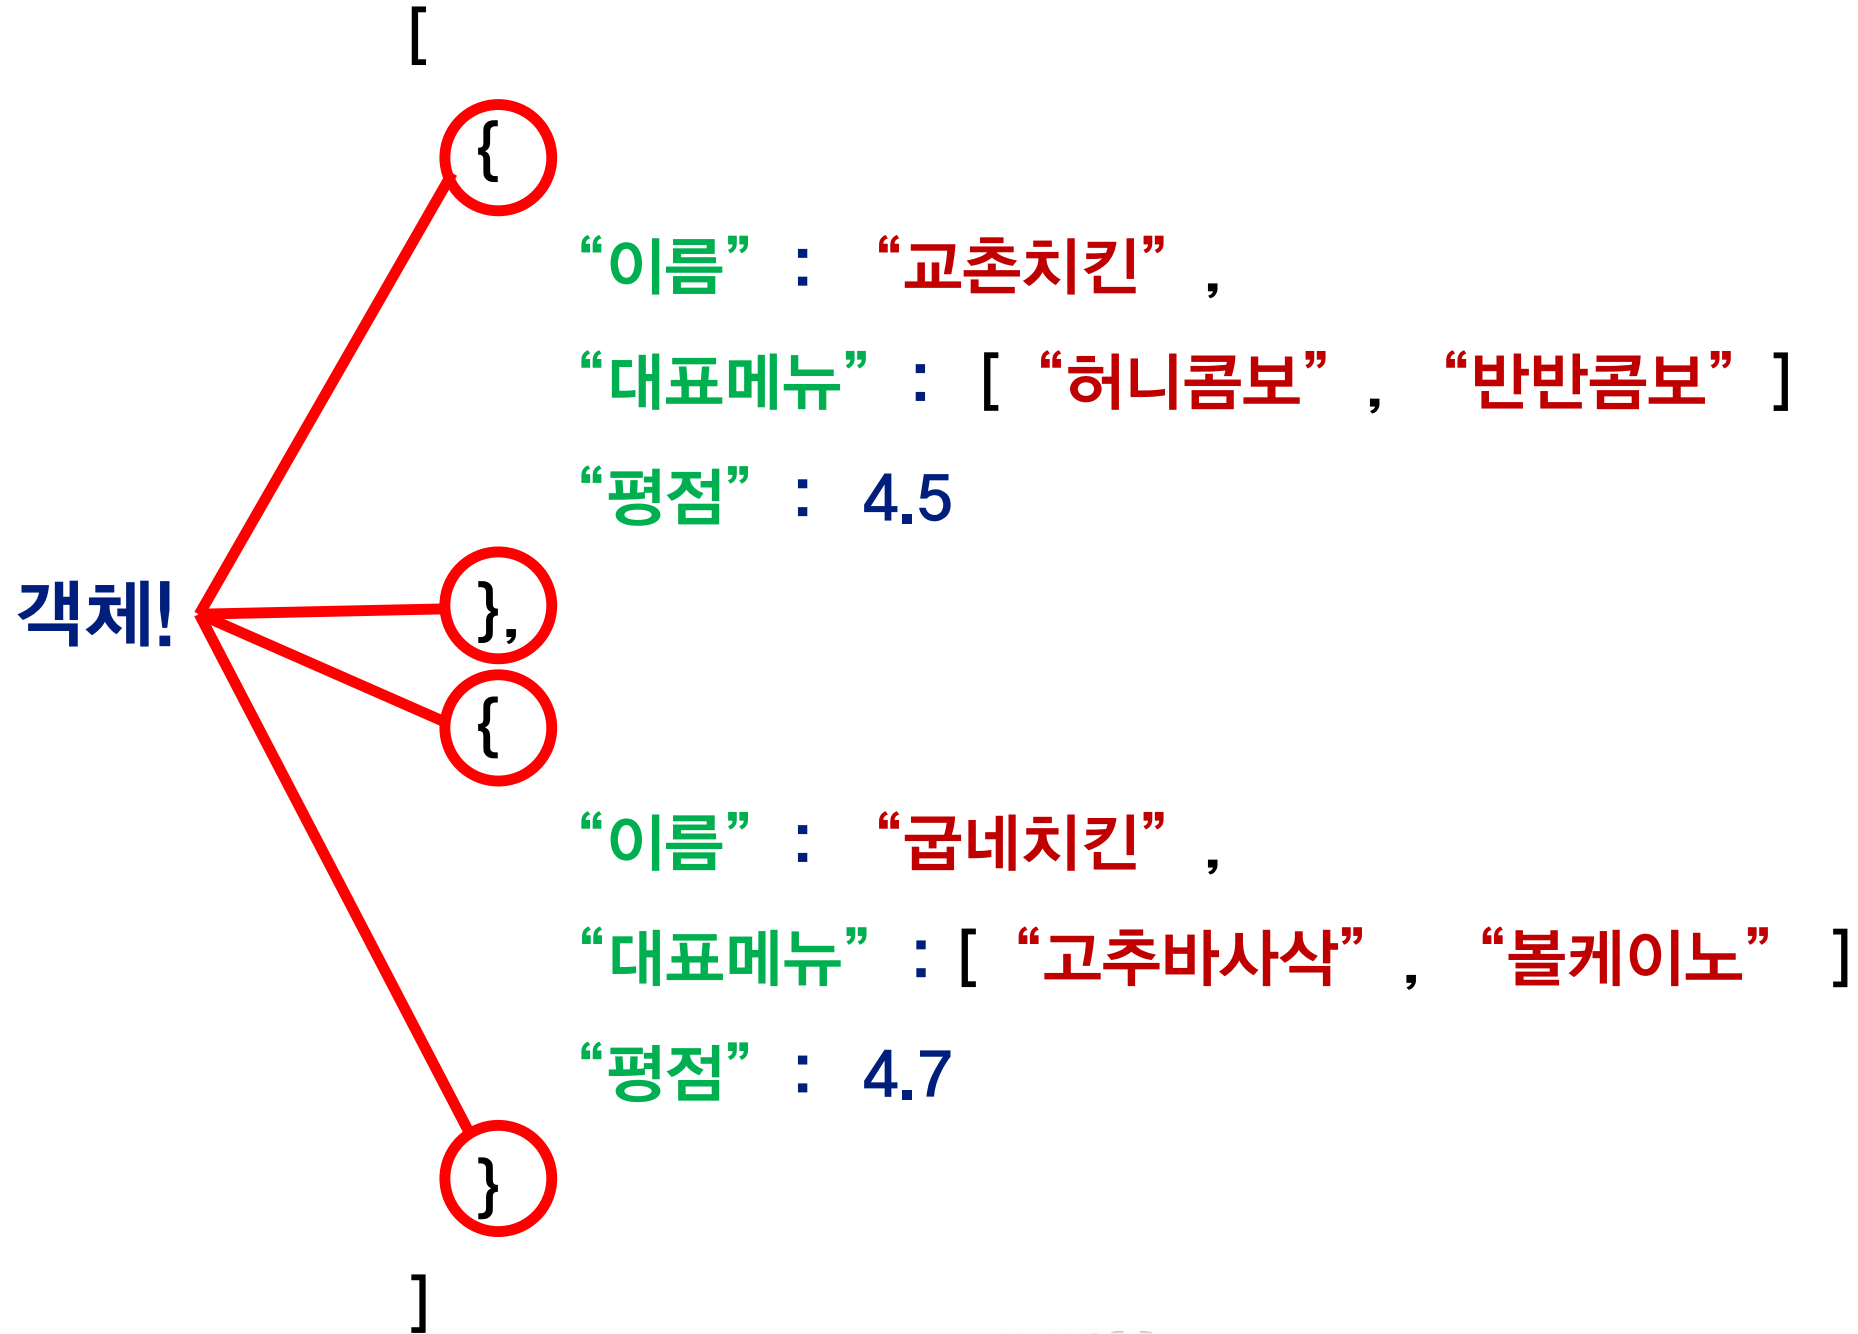 [
{
“이름” : “교촌치킨” ,
“대표메뉴” : [ “허니콤보” , “반반콤보” ]
“평점” : 4.5
객체!
},
{
“이름” : “굽네치킨” ,
“대표메뉴” : [ “고추바사삭” , “볼케이노” ]
“평점” : 4.7
}
]